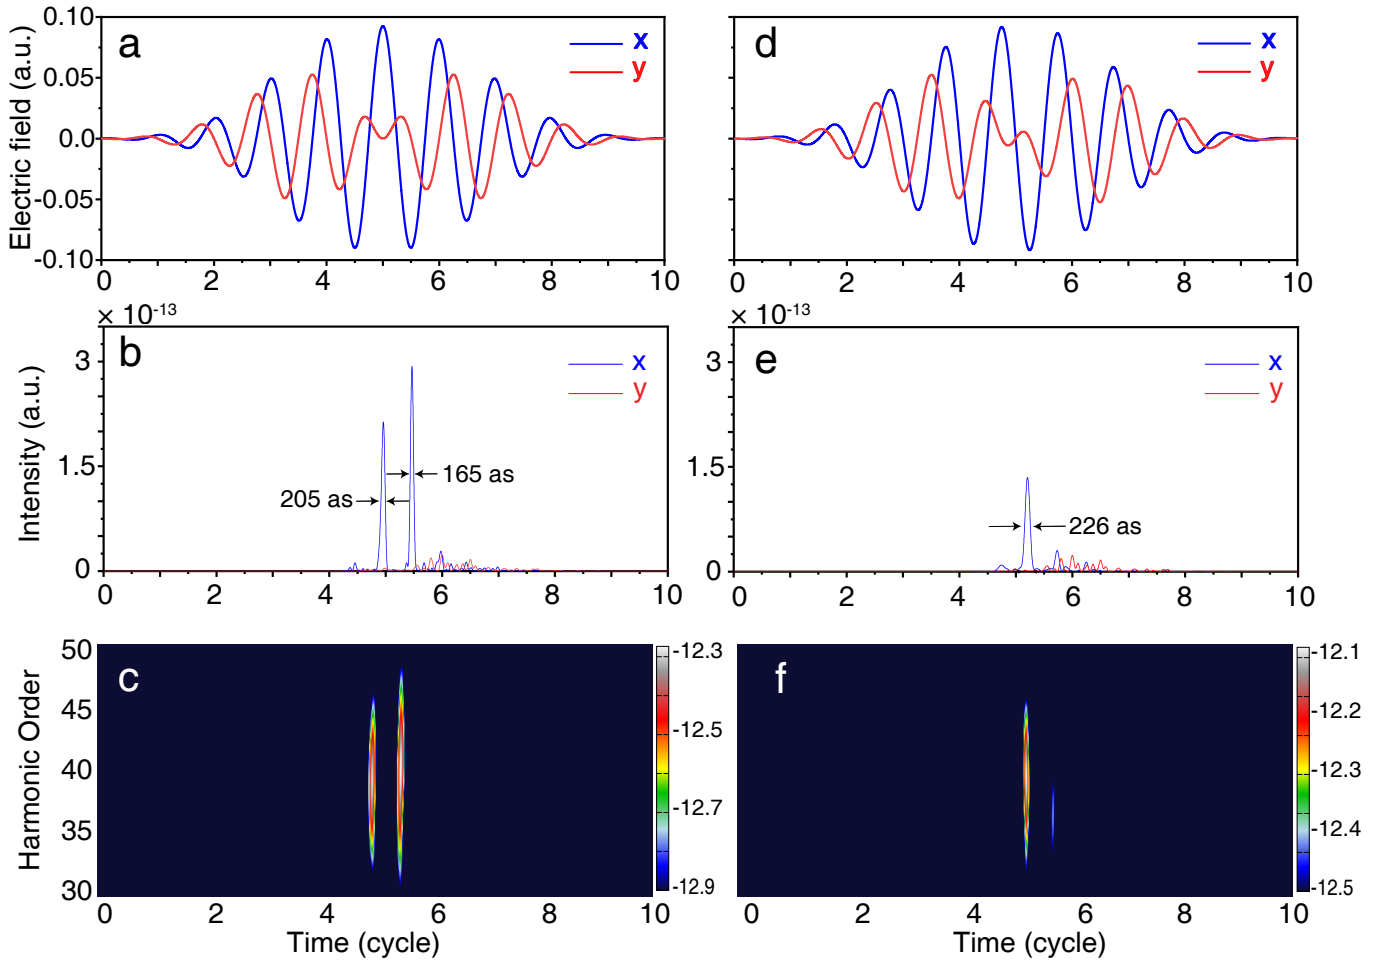 a
x
y
Electric field (a.u.)
0.10
0.05
0.0
-0.05
-0.10
0 2 4 6 8 10
d
x
y
0 2 4 6 8 10
× 10-13
b
x
y
Intensity (a.u.)
3
1.5
0
165 as
205 as
0 2 4 6 8 10
× 10-13
e
x
y
3
1.5
0
226 as
0 2 4 6 8 10
c
Harmonic Order
50
45
40
35
30
-12.3
-12.5
-12.7
-12.9
0 2 4 6 8 10
Time (cycle)
f
-12.1
-12.2
-12.3
-12.4
-12.5
0 2 4 6 8 10
Time (cycle)